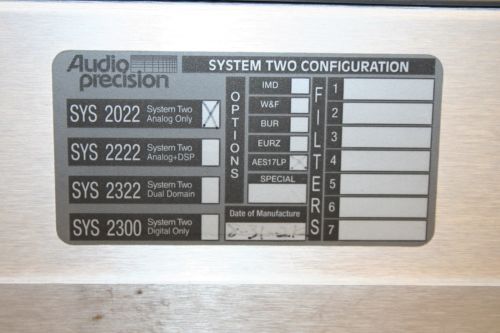 Audio precision
SYSTEM TWO CONFIGURATION
SYS 2022 System Two Analog Only X
SYS 2222 System Two Analog+DSP
SYS 2322 System Two Dual Domain
SYS 2300 System Two Digital Only
OPTIONS
IMD
W&F
BUR
EURZ
AES17LP
SPECIAL
Date of Manufacture
FILTERS
1
2
3
4
5
6
7